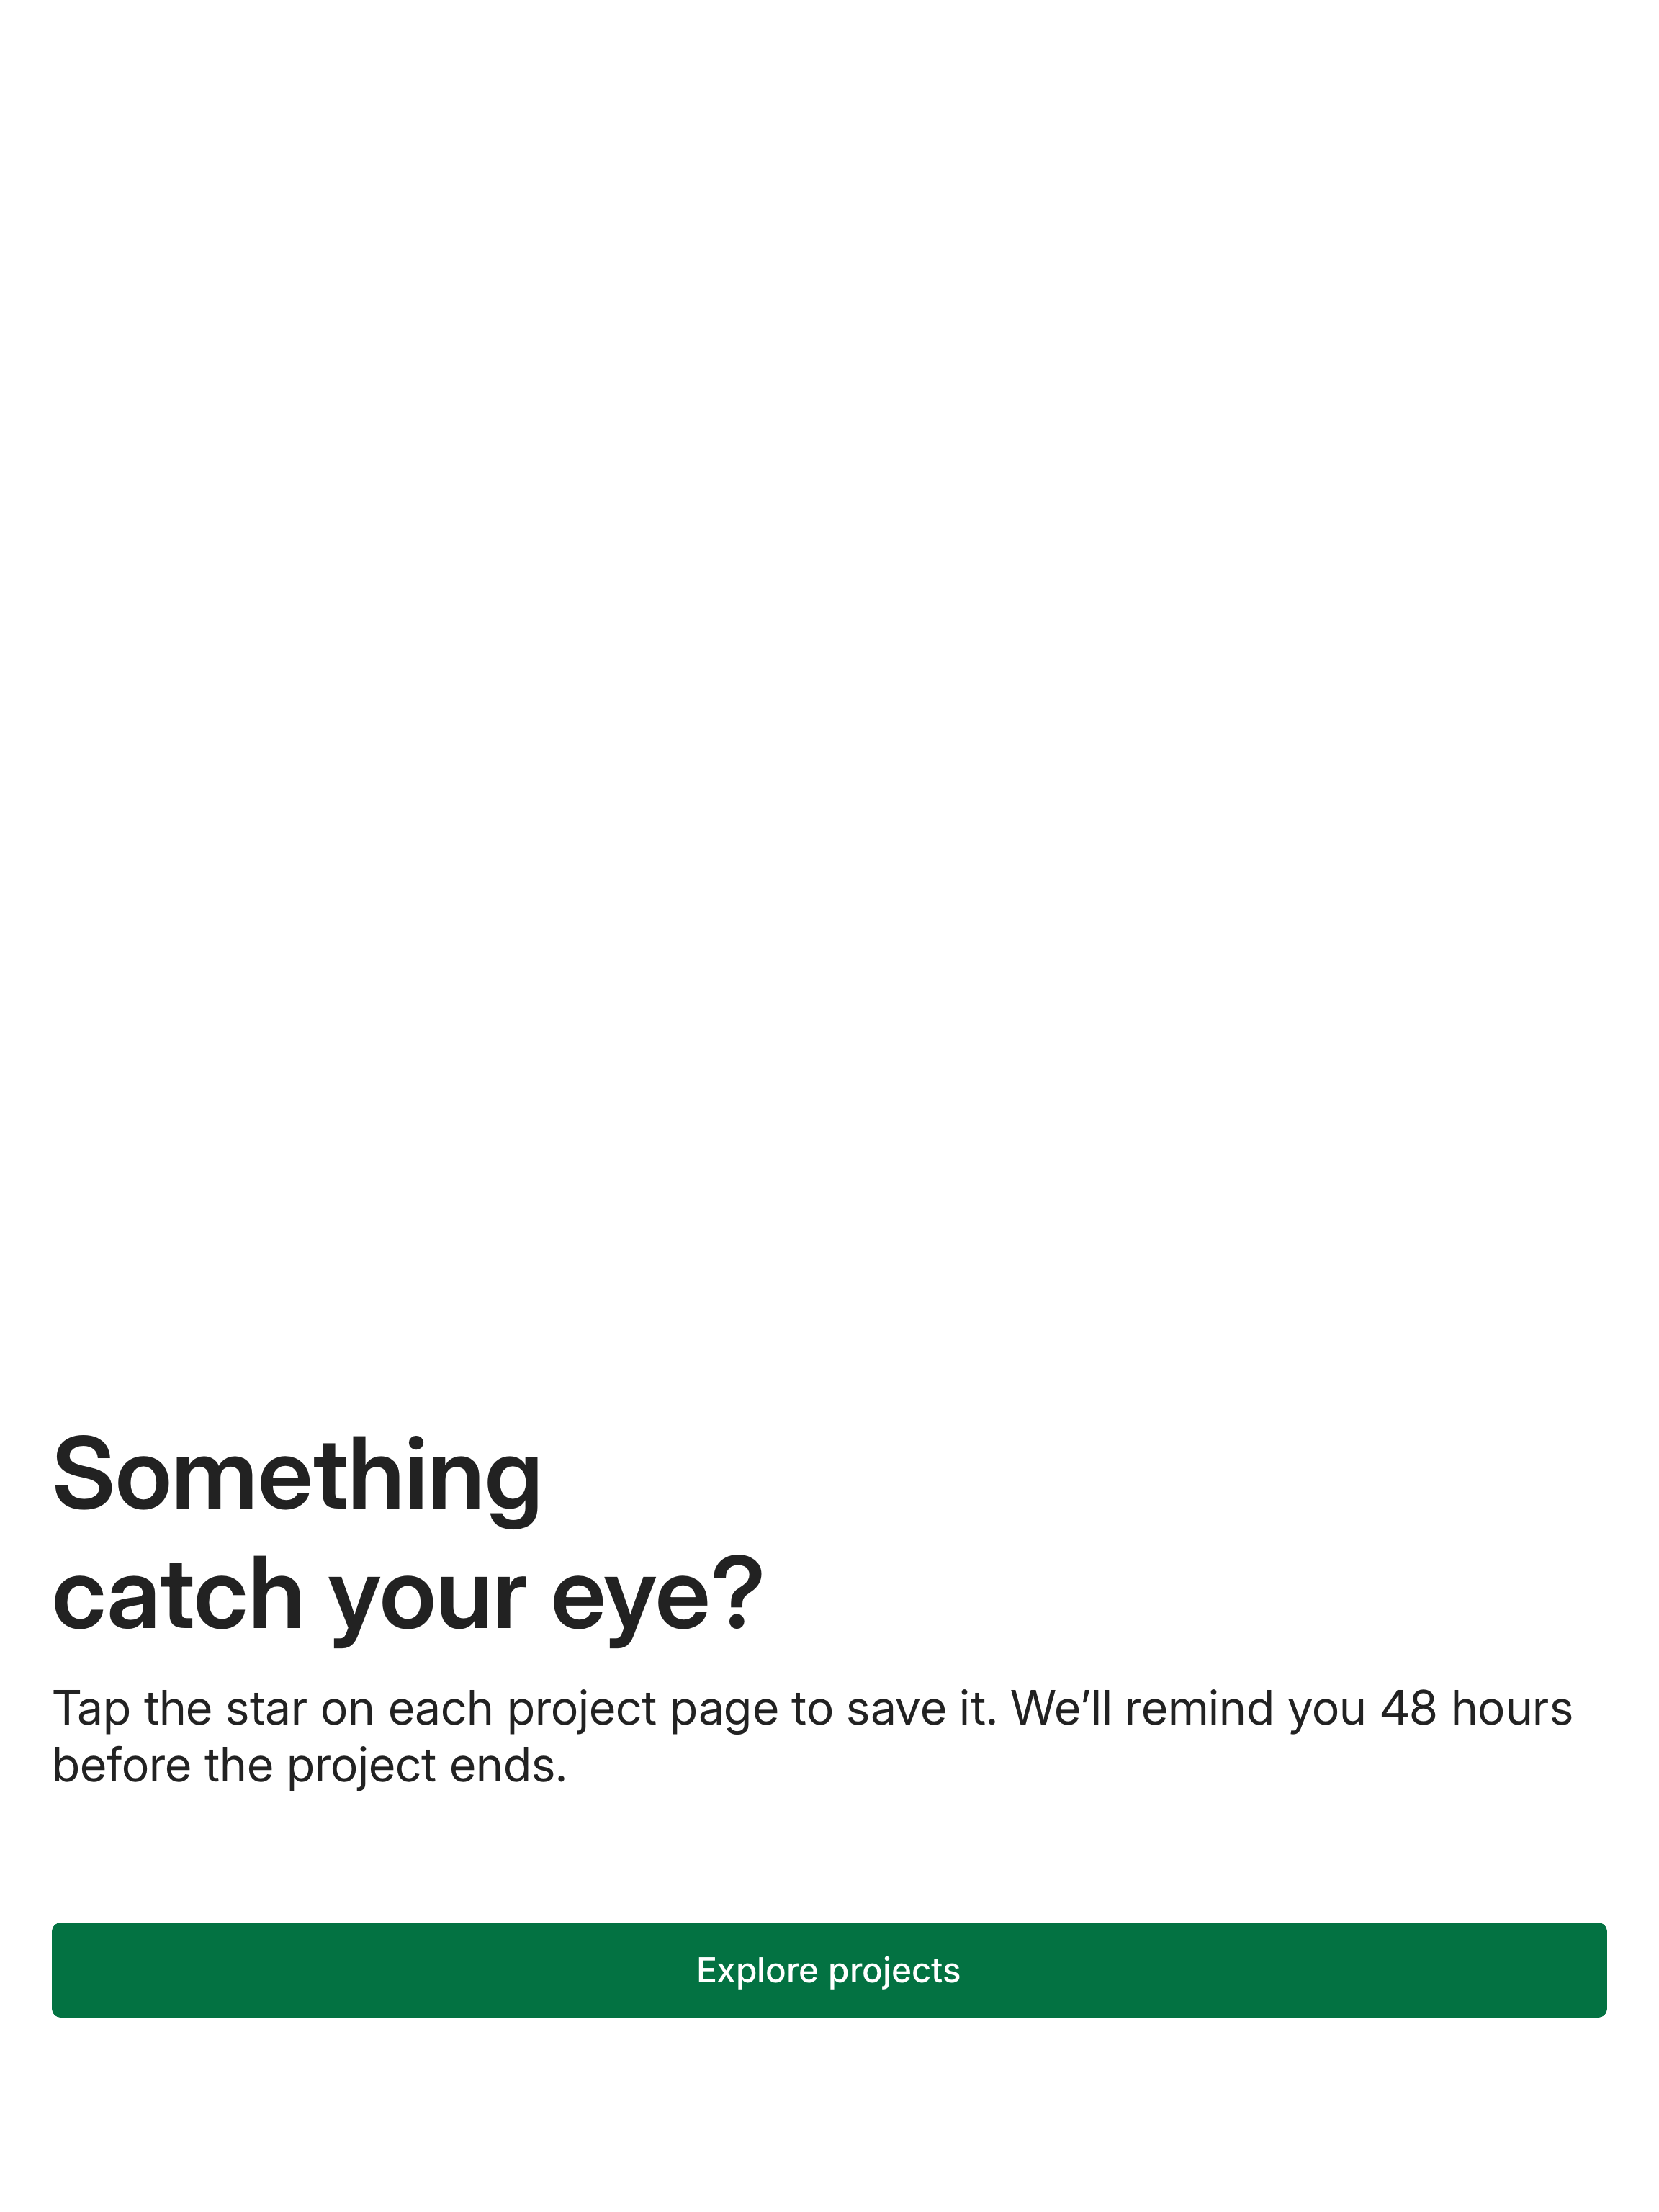 Something
catch your eye?
Tap the star on each project page to save it. We’ll remind you 48 hours
before the project ends.
Explore projects